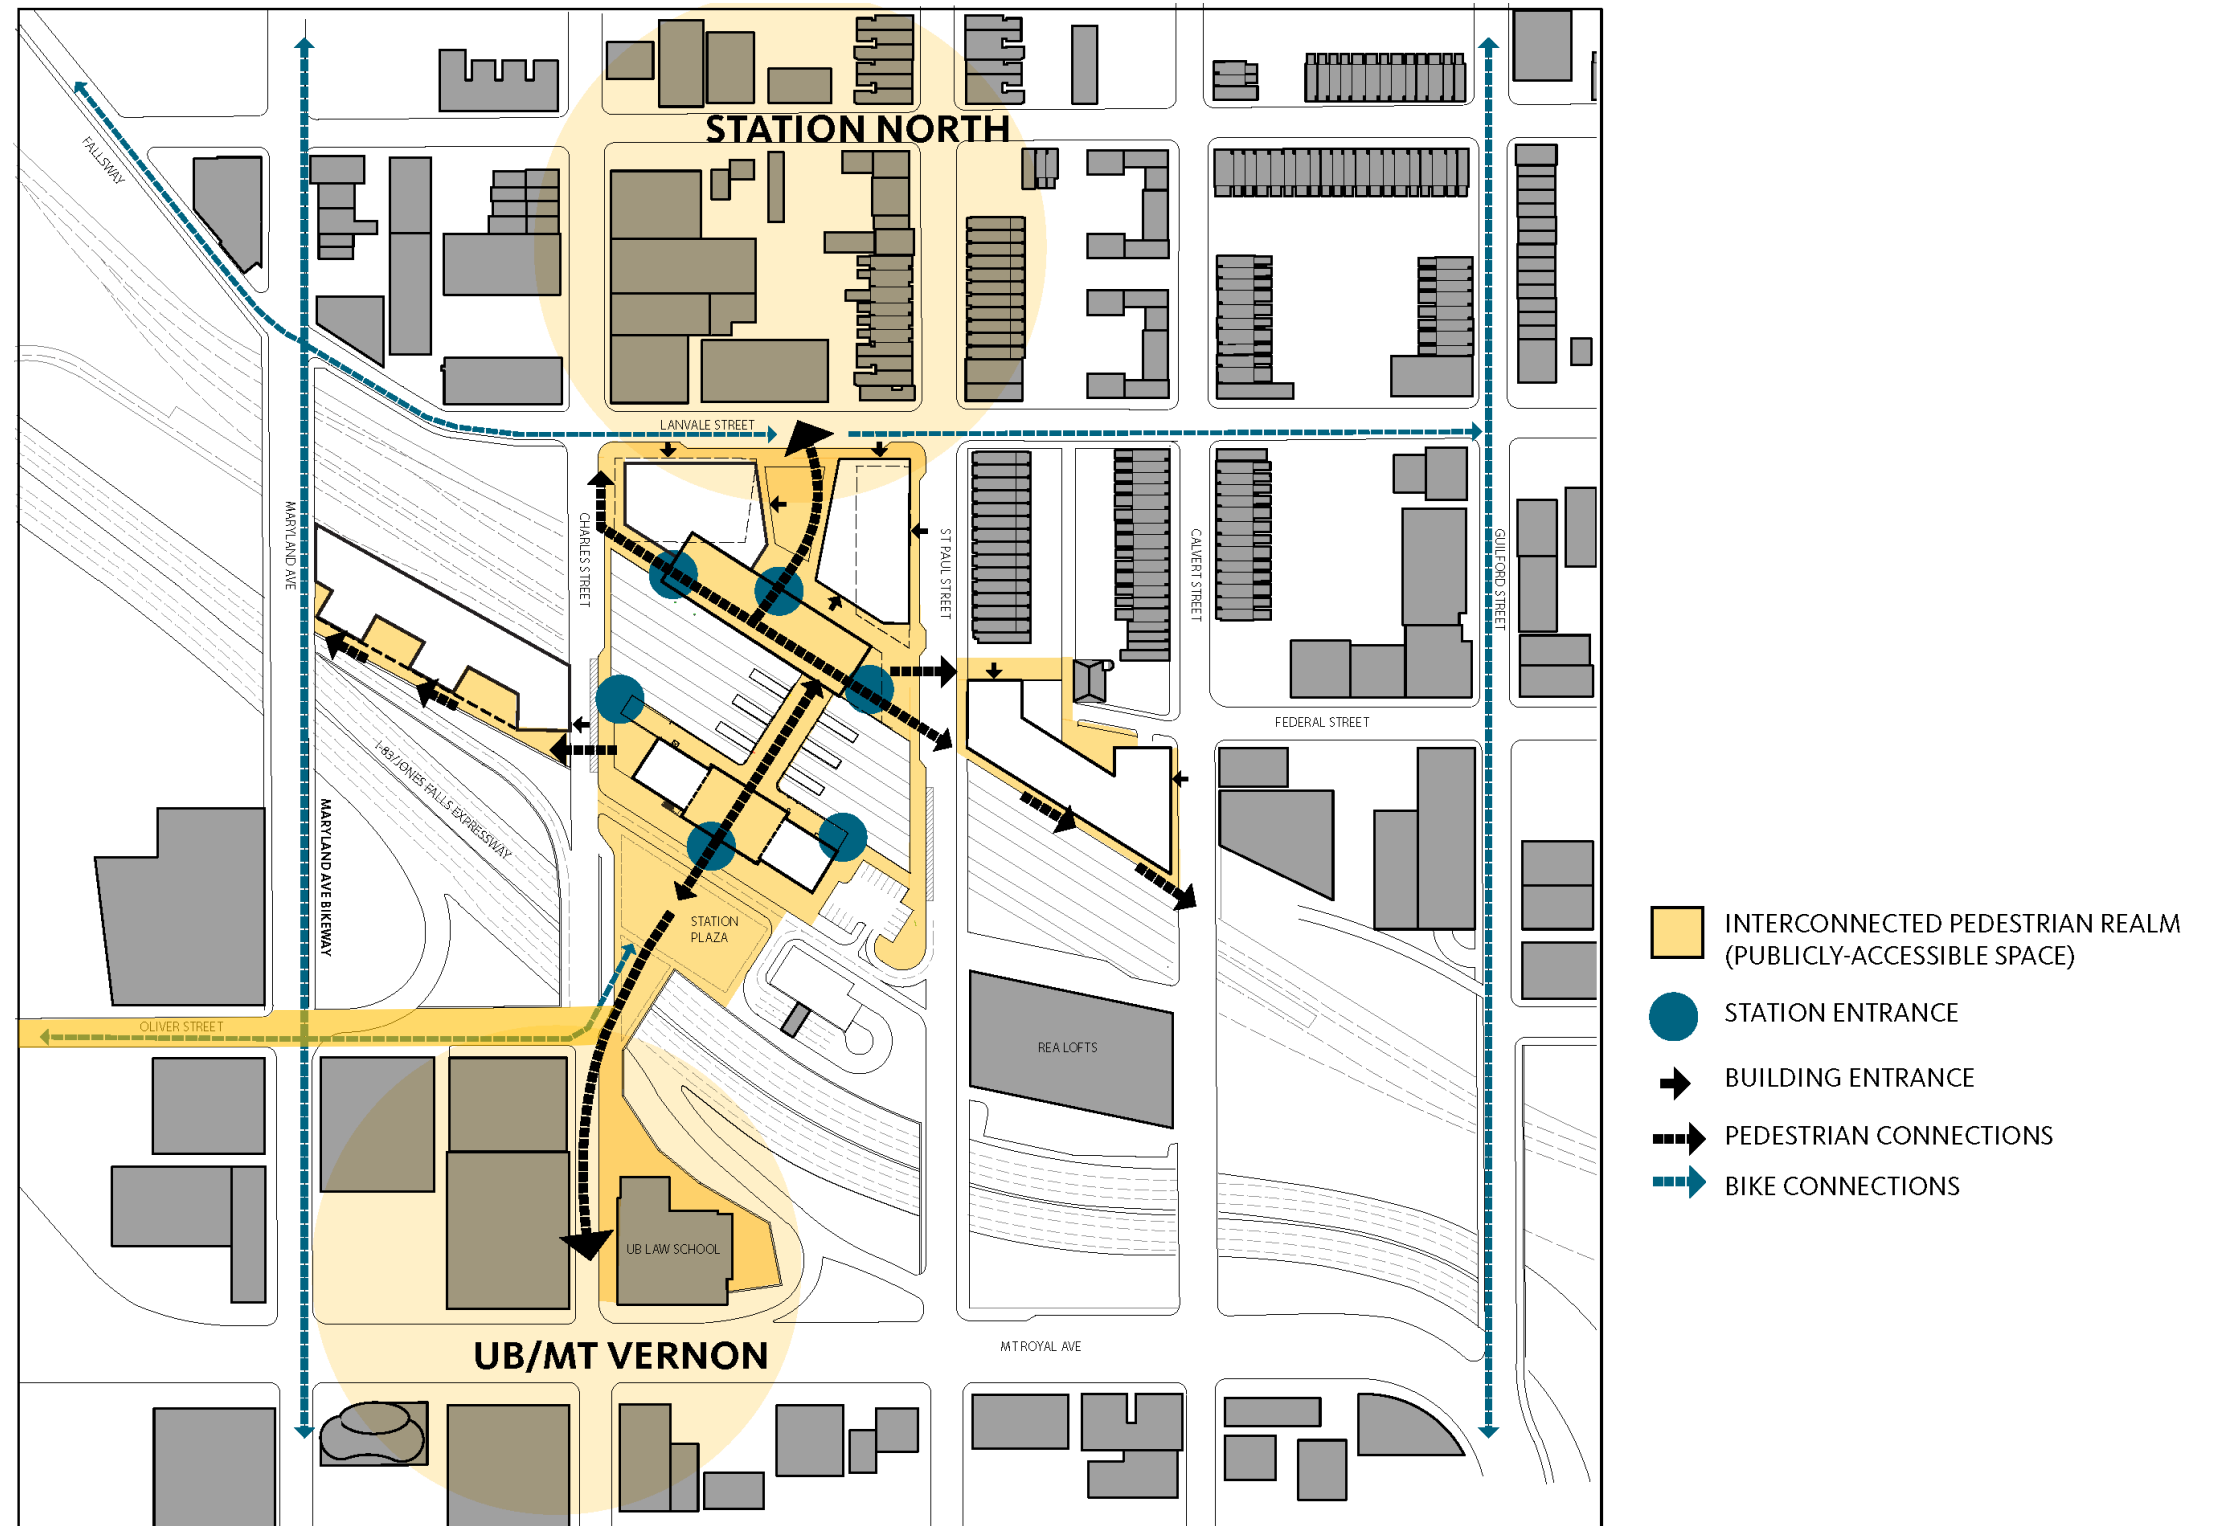 STATION NORTH
FALLSWAY
LANVALE STREET
MARYLAND AVE
CHARLES STREET
ST PAUL STREET
CALVERT STREET
GUILFORD STREET
FEDERAL STREET
I-83/JONES FALLS EXPRESSWAY
MARYLAND AVE BIKEWAY
STATION
PLAZA
OLIVER STREET
REA LOFTS
UB LAW SCHOOL
UB/MT VERNON
MT ROYAL AVE
INTERCONNECTED PEDESTRIAN REALM
(PUBLICLY-ACCESSIBLE SPACE)
STATION ENTRANCE
BUILDING ENTRANCE
PEDESTRIAN CONNECTIONS
BIKE CONNECTIONS